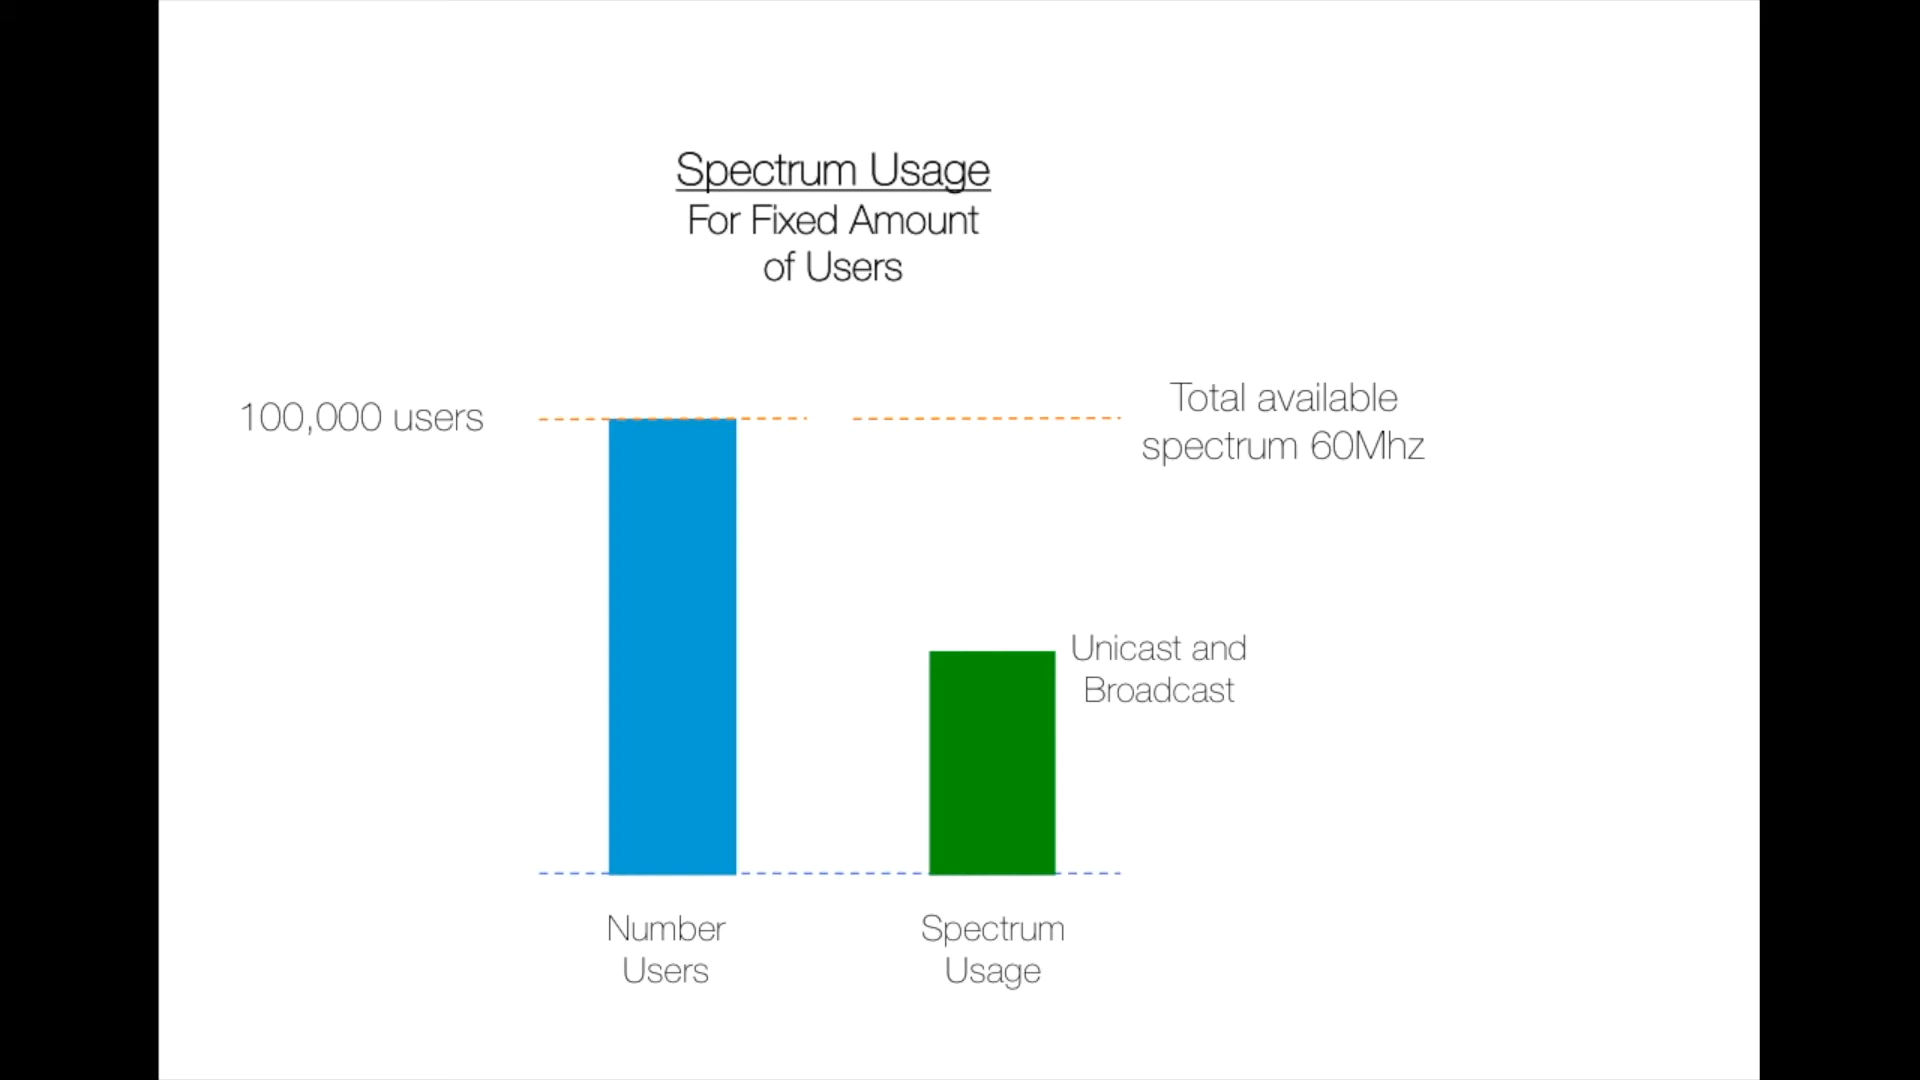 Spectrum Usage
For Fixed Amount
of Users
100,000 users
Total available
spectrum 60Mhz
Unicast and
Broadcast
Number
Users
Spectrum
Usage